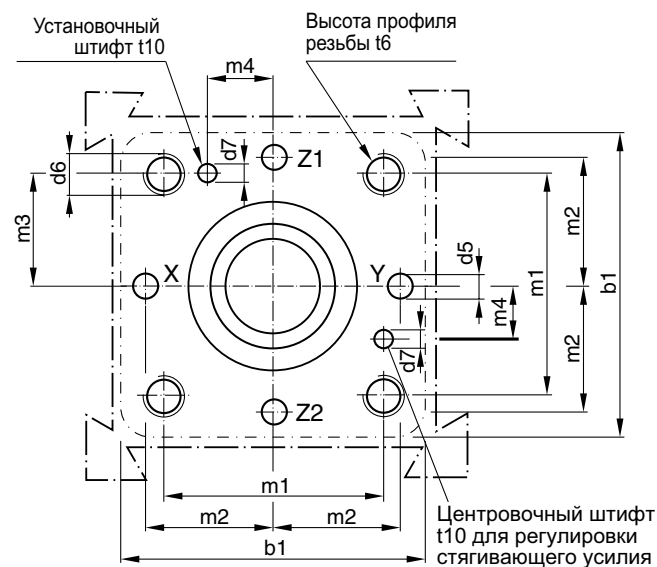 Установочный
штифт t10
Высота профиля
резьбы t6
m4
d6
d7
Z1
m3
m2
X
Y
d5
m1
b1
m4
d7
m2
Z2
m1
m2
m2
b1
Центровочный штифт
t10 для регулировки
стягивающего усилия